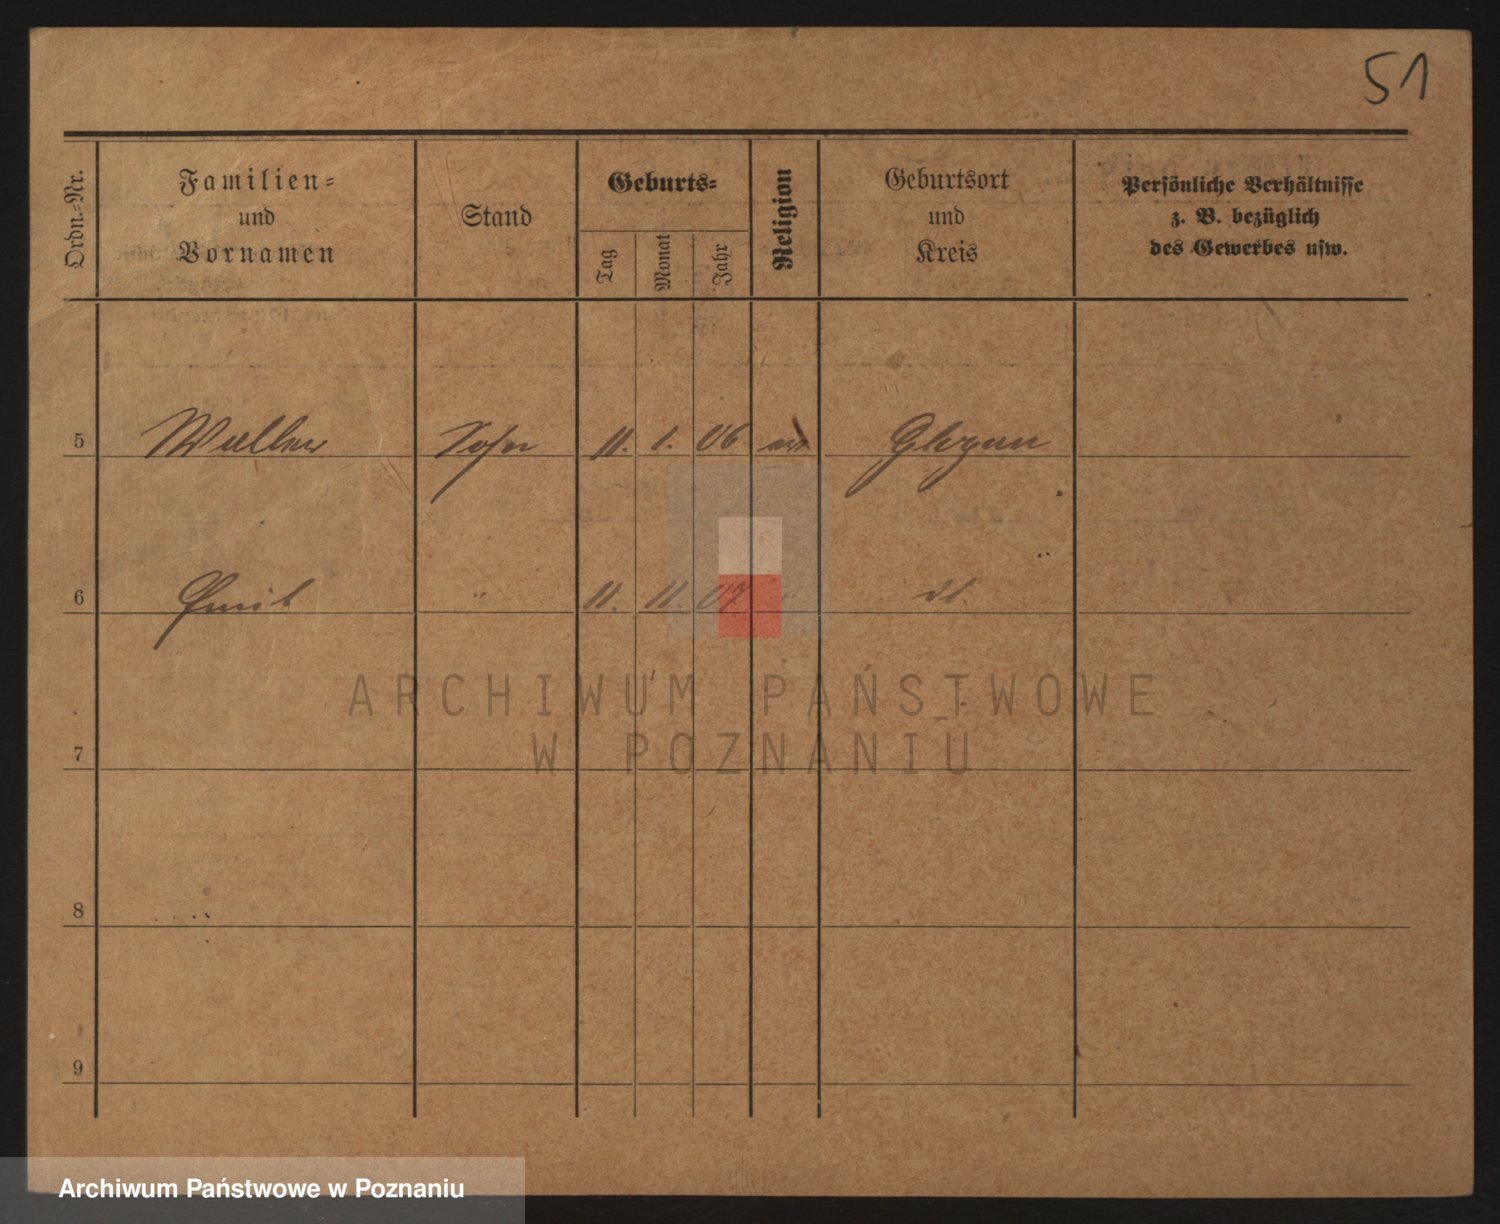 51
Ordn.-Nr.
Familien-
und
Vornamen
Stand
Geburts-
Tag
Monat
Jahr
Religion
Geburtsort
und
Kreis
Persönliche Verhältnisse
z. B. bezüglich
des Gewerbes usw.
5 Sohn 11. 1. 06
6 " 11. 11. 07 " dt.
ARCHIWUM PAŃSTWOWE
W POZNANIU
7
8
9
Archiwum Państwowe w Poznaniu